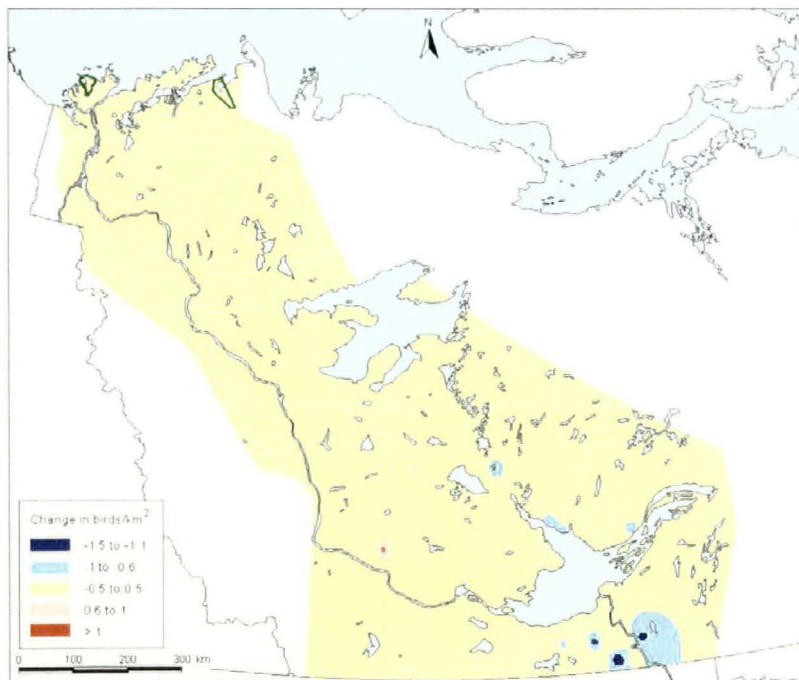 N
Change in birds/km²
-1.5 to -1.1
-1 to -0.6
-0.5 to 0.5
0.6 to 1
> 1
0 100 200 300 km